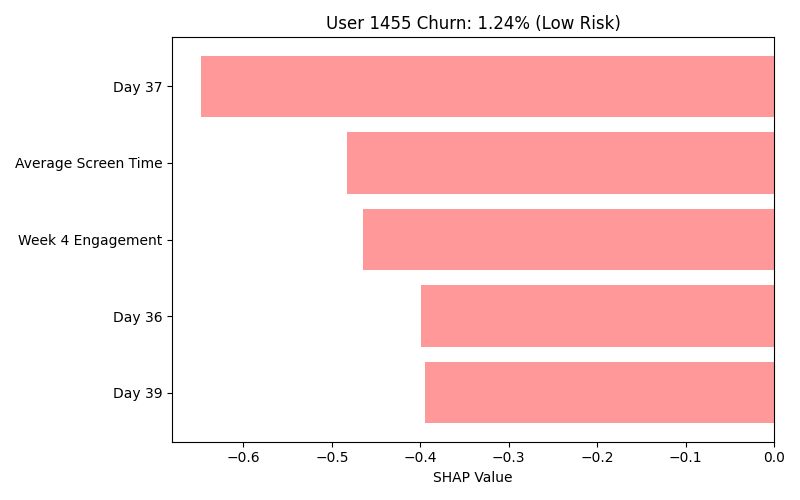 User 1455 Churn: 1.24% (Low Risk)
Day 37
Average Screen Time
Week 4 Engagement
Day 36
Day 39
−0.6 −0.5 −0.4 −0.3 −0.2 −0.1 0.0
SHAP Value